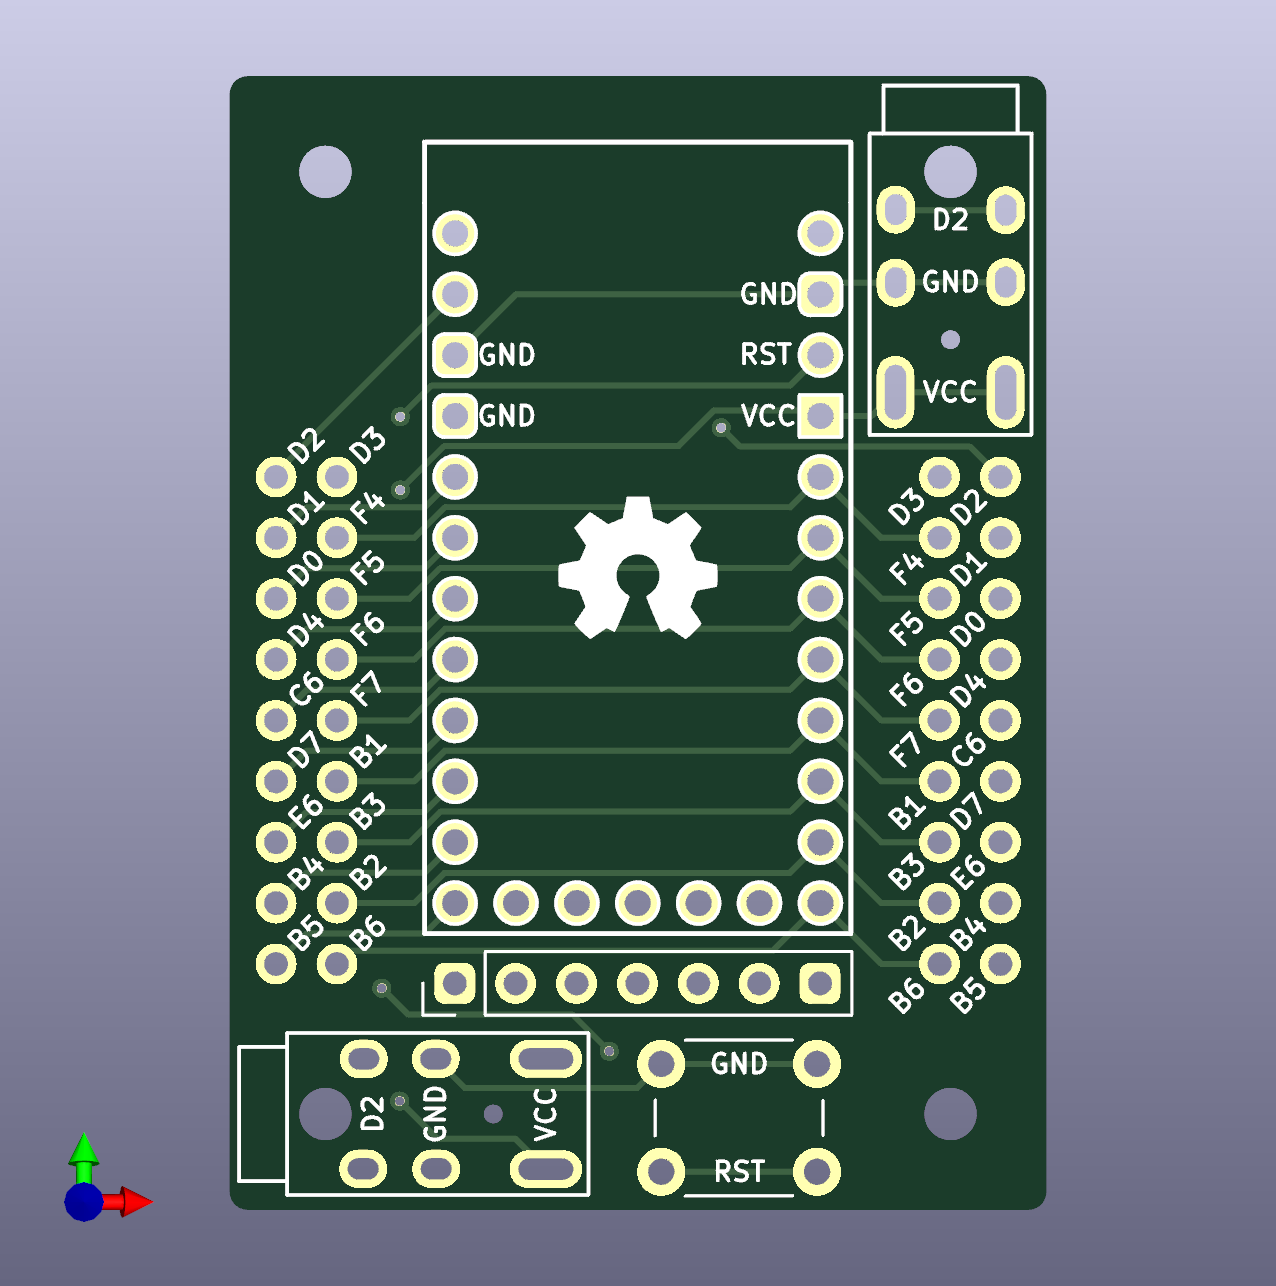 D2
GND
GND
GND
RST
VCC
GND
VCC
D2 D3
D1 F4
D0 F5
D4 F6
C6 F7
D7 B1
E6 B3
B4 B2
B5 B6
D3 D2
F4 D1
F5 D0
F6 D4
F7 C6
B1 D7
B3 E6
B2 B4
B6 B5
D2
GND
VCC
GND
RST